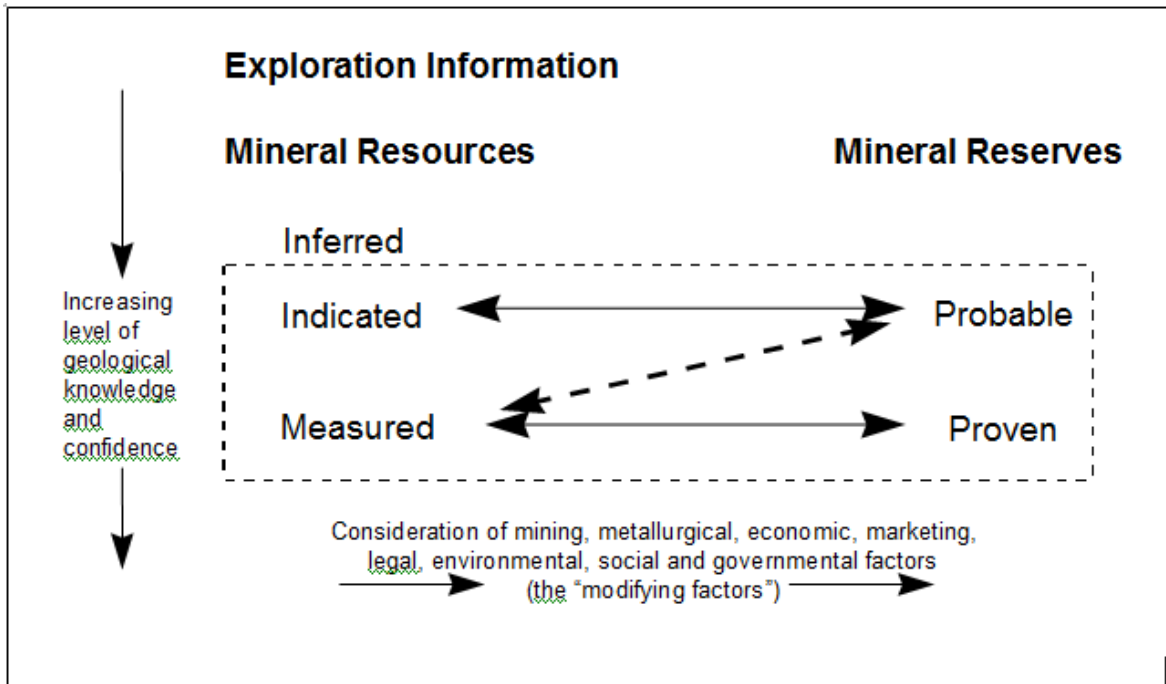 Exploration Information
Mineral Resources
Mineral Reserves
Inferred
Indicated
Probable
Measured
Proven
Increasing
level of
geological
knowledge
and
confidence
Consideration of mining, metallurgical, economic, marketing,
legal, environmental, social and governmental factors
(the “modifying factors”)